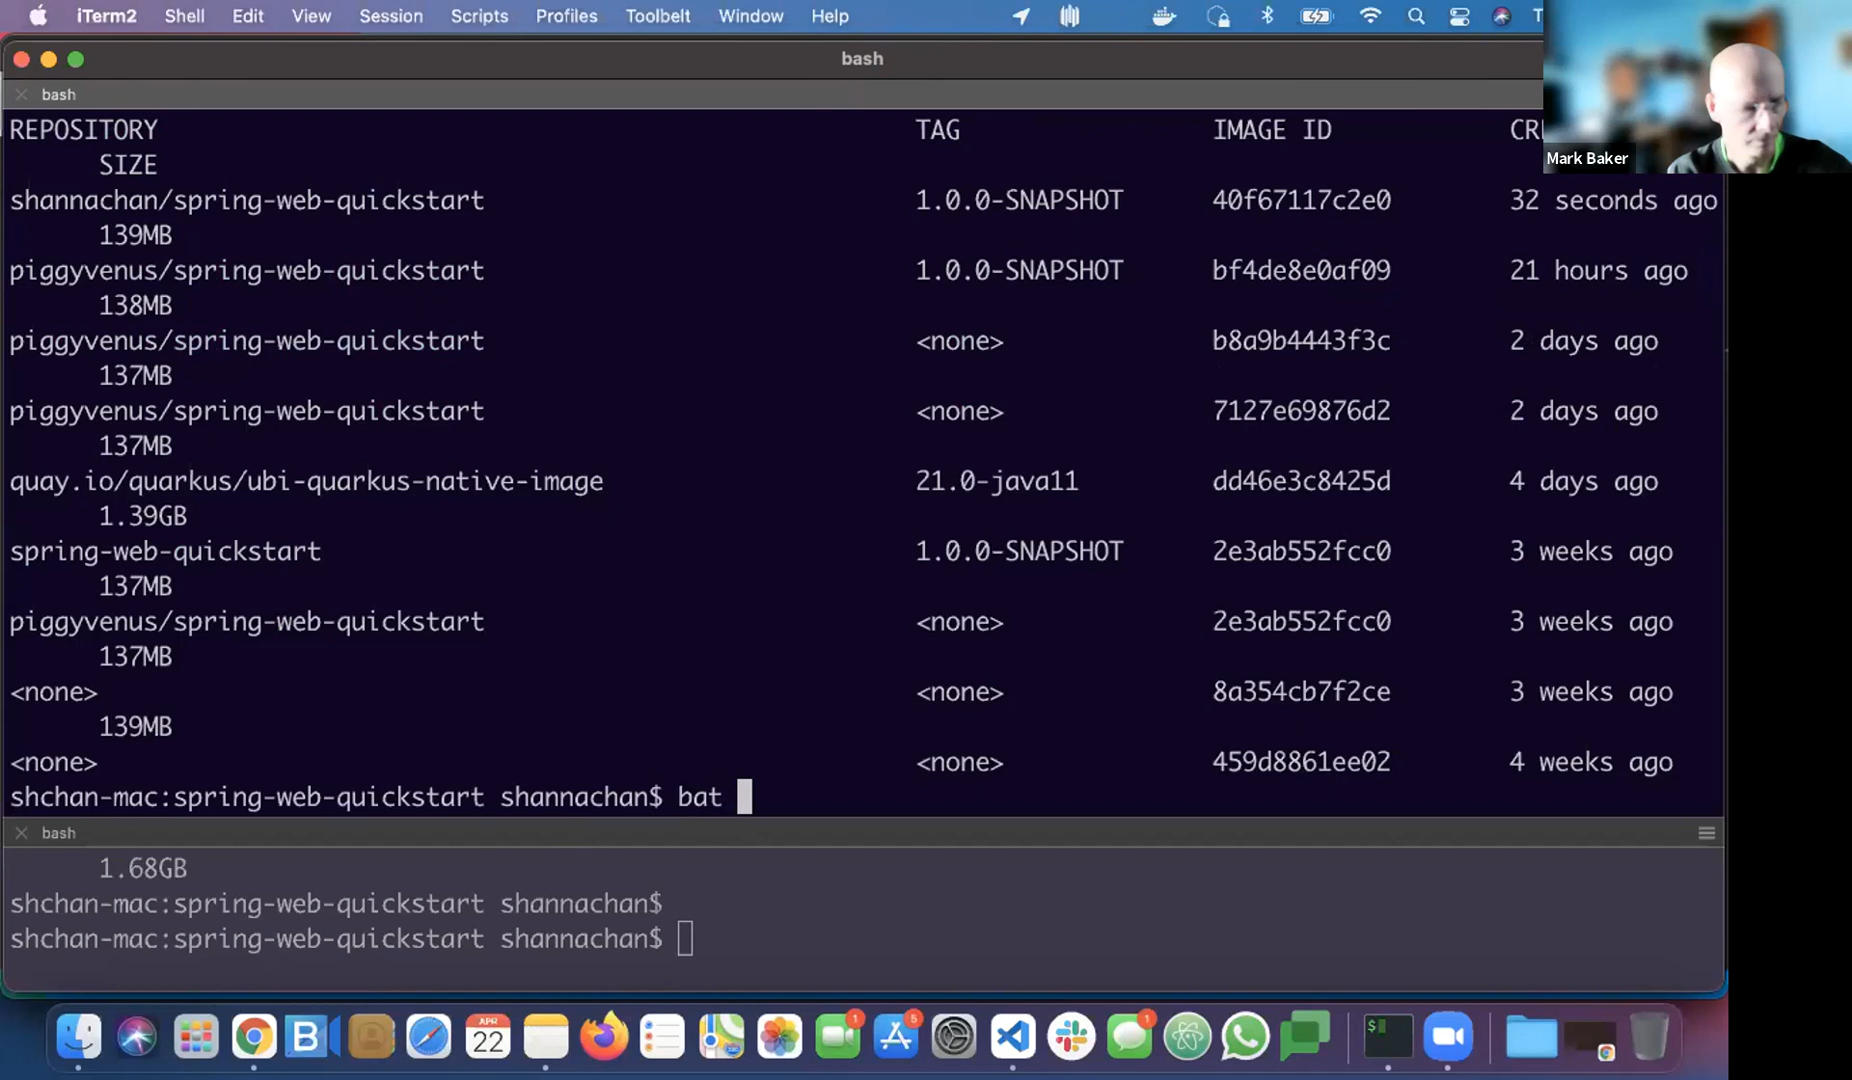 iTerm2 Shell Edit View Session Scripts Profiles Toolbelt Window Help
bash
bash
REPOSITORY TAG IMAGE ID
SIZE
shannachan/spring-web-quickstart 1.0.0-SNAPSHOT 40f67117c2e0 32 seconds ago
139MB
piggyvenus/spring-web-quickstart 1.0.0-SNAPSHOT bf4de8e0af09 21 hours ago
138MB
piggyvenus/spring-web-quickstart <none> b8a9b4443f3c 2 days ago
137MB
piggyvenus/spring-web-quickstart <none> 7127e69876d2 2 days ago
137MB
quay.io/quarkus/ubi-quarkus-native-image 21.0-java11 dd46e3c8425d 4 days ago
1.39GB
spring-web-quickstart 1.0.0-SNAPSHOT 2e3ab552fcc0 3 weeks ago
137MB
piggyvenus/spring-web-quickstart <none> 2e3ab552fcc0 3 weeks ago
137MB
<none> <none> 8a354cb7f2ce 3 weeks ago
139MB
<none> <none> 459d8861ee02 4 weeks ago
shchan-mac:spring-web-quickstart shannachan$ bat
bash
1.68GB
shchan-mac:spring-web-quickstart shannachan$
shchan-mac:spring-web-quickstart shannachan$
Mark Baker
APR
22
1
5
1